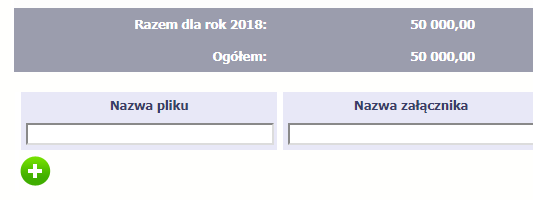 Razem dla rok 2018: 50 000,00
Ogółem: 50 000,00
Nazwa pliku Nazwa załącznika